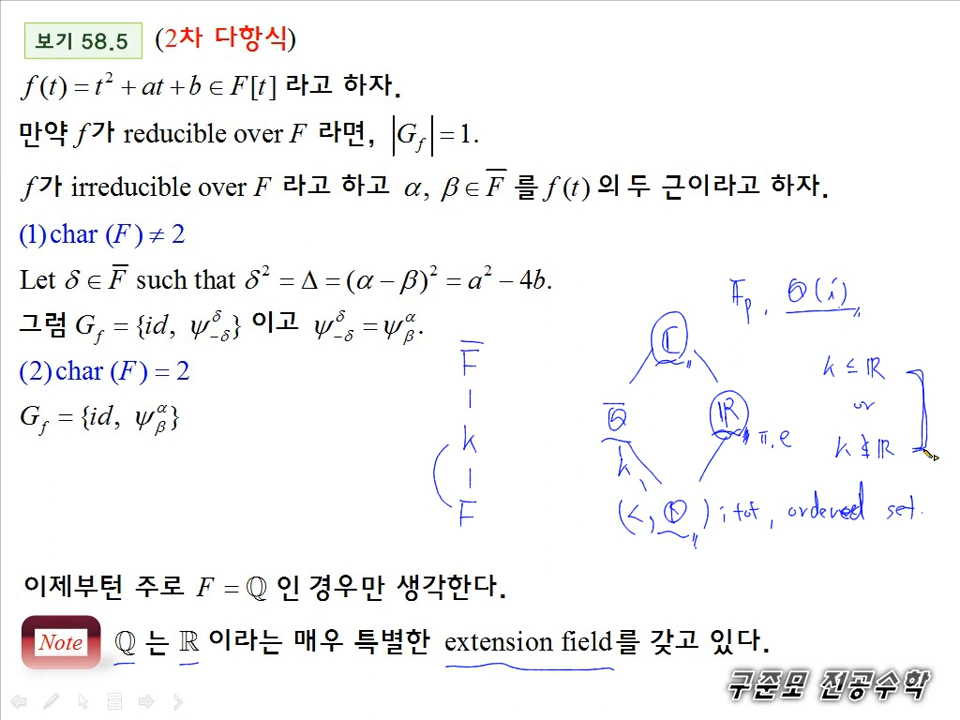 보기 58.5 (2차 다항식)
f(t) = t² + at + b ∈ F[t] 라고 하자.
만약 f가 reducible over F 라면, |G_f| = 1.
f가 irreducible over F 라고 하고 α, β ∈ F̅ 를 f(t) 의 두 근이라고 하자.
(1) char (F) ≠ 2
Let δ ∈ F̅ such that δ² = Δ = (α − β)² = a² − 4b.
그럼 G_f = {id, ψ^δ_{−δ}} 이고 ψ^δ_{−δ} = ψ^α_β.
(2) char (F) = 2
G_f = {id, ψ^α_β}
F̅
k
F
𝔽_p, ℚ(i)
ℂ
ℚ̅ ℝ π, e
k
(<, ℚ) ; tot, ordered set.
k ≤ ℝ
or
k ≰ ℝ
이제부턴 주로 F = ℚ 인 경우만 생각한다.
Note ℚ 는 ℝ 이라는 매우 특별한 extension field를 갖고 있다.
구준모 전공수학